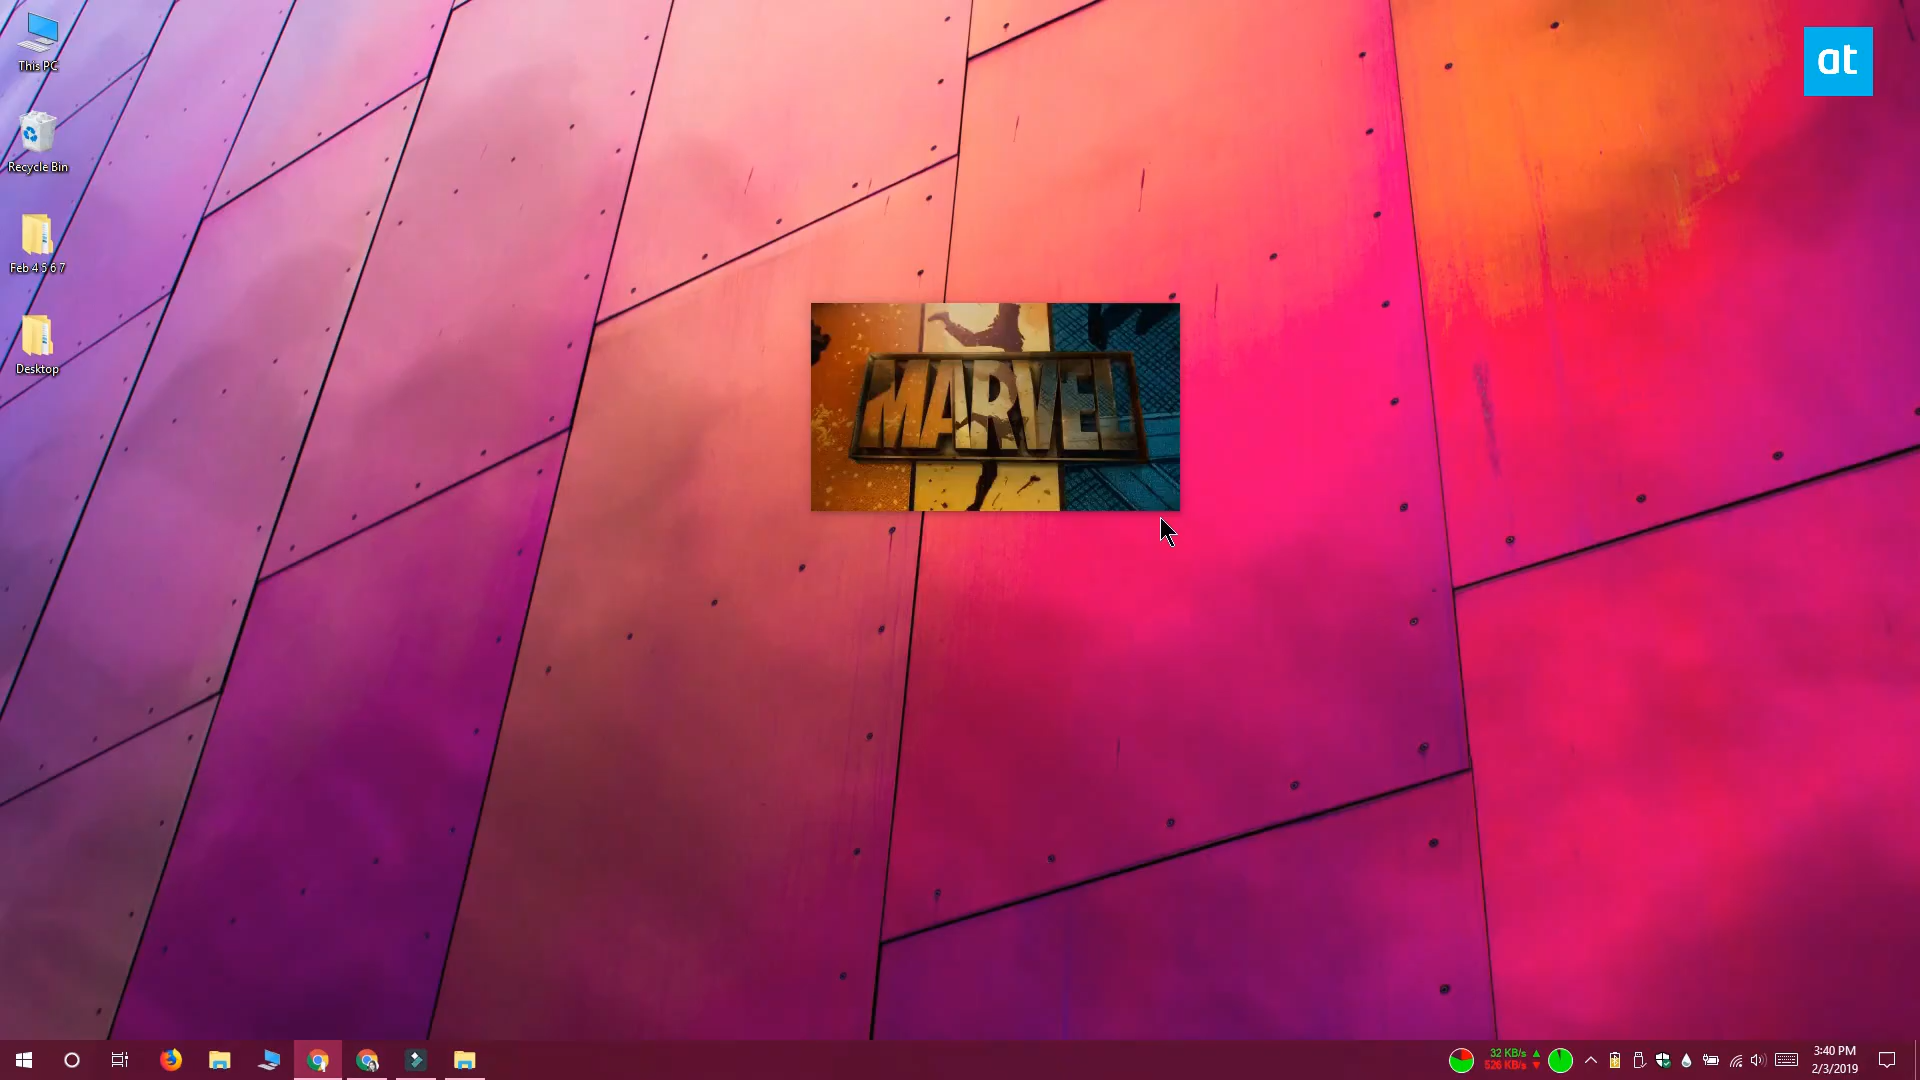 This PC
at
Recycle Bin
Feb 4 5 6 7
Desktop
MARVEL
32 KB/s
526 KB/s
3:40 PM
2/3/2019